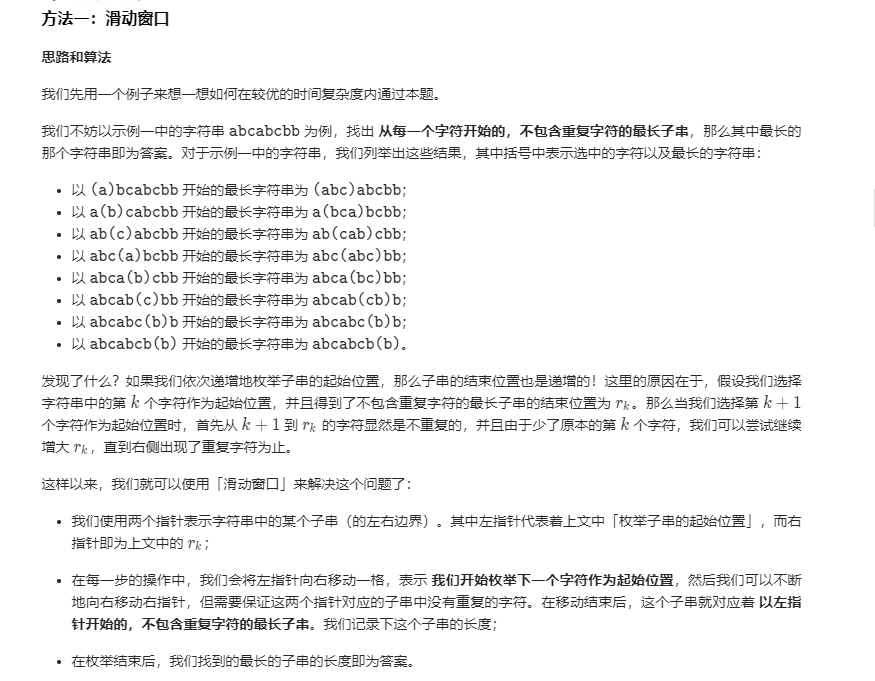 方法一：滑动窗口
思路和算法
我们先用一个例子来想一想如何在较优的时间复杂度内通过本题。
我们不妨以示例一中的字符串 abcabcbb 为例，找出 从每一个字符开始的，不包含重复字符的最长子串，那么其中最长的
那个字符串即为答案。对于示例一中的字符串，我们列举出这些结果，其中括号中表示选中的字符以及最长的字符串：
• 以 (a)bcabcbb 开始的最长字符串为 (abc)abcbb；
• 以 a(b)cabcbb 开始的最长字符串为 a(bca)bcbb；
• 以 ab(c)abcbb 开始的最长字符串为 ab(cab)cbb；
• 以 abc(a)bcbb 开始的最长字符串为 abc(abc)bb；
• 以 abca(b)cbb 开始的最长字符串为 abca(bc)bb；
• 以 abcab(c)bb 开始的最长字符串为 abcab(cb)b；
• 以 abcabc(b)b 开始的最长字符串为 abcabc(b)b；
• 以 abcabcb(b) 开始的最长字符串为 abcabcb(b)。
发现了什么？如果我们依次递增地枚举子串的起始位置，那么子串的结束位置也是递增的！这里的原因在于，假设我们选择
字符串中的第 k 个字符作为起始位置，并且得到了不包含重复字符的最长子串的结束位置为 rₖ。那么当我们选择第 k + 1
个字符作为起始位置时，首先从 k + 1 到 rₖ 的字符显然是不重复的，并且由于少了原本的第 k 个字符，我们可以尝试继续
增大 rₖ，直到右侧出现了重复字符为止。
这样以来，我们就可以使用「滑动窗口」来解决这个问题了：
• 我们使用两个指针表示字符串中的某个子串（的左右边界）。其中左指针代表着上文中「枚举子串的起始位置」，而右
指针即为上文中的 rₖ；
• 在每一步的操作中，我们会将左指针向右移动一格，表示 我们开始枚举下一个字符作为起始位置，然后我们可以不断
地向右移动右指针，但需要保证这两个指针对应的子串中没有重复的字符。在移动结束后，这个子串就对应着 以左指
针开始的，不包含重复字符的最长子串。我们记录下这个子串的长度；
• 在枚举结束后，我们找到的最长的子串的长度即为答案。